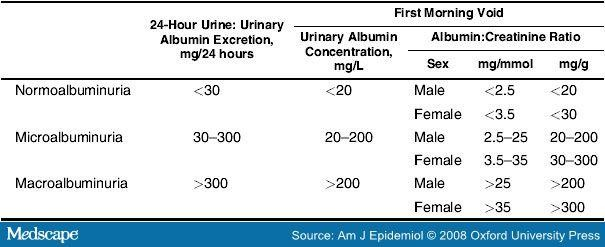 First Morning Void
24-Hour Urine: Urinary Albumin Excretion, mg/24 hours
Urinary Albumin Concentration, mg/L
Albumin:Creatinine Ratio
Sex mg/mmol mg/g
Normoalbuminuria <30 <20 Male <2.5 <20
Female <3.5 <30
Microalbuminuria 30–300 20–200 Male 2.5–25 20–200
Female 3.5–35 30–300
Macroalbuminuria >300 >200 Male >25 >200
Female >35 >300
Medscape Source: Am J Epidemiol © 2008 Oxford University Press